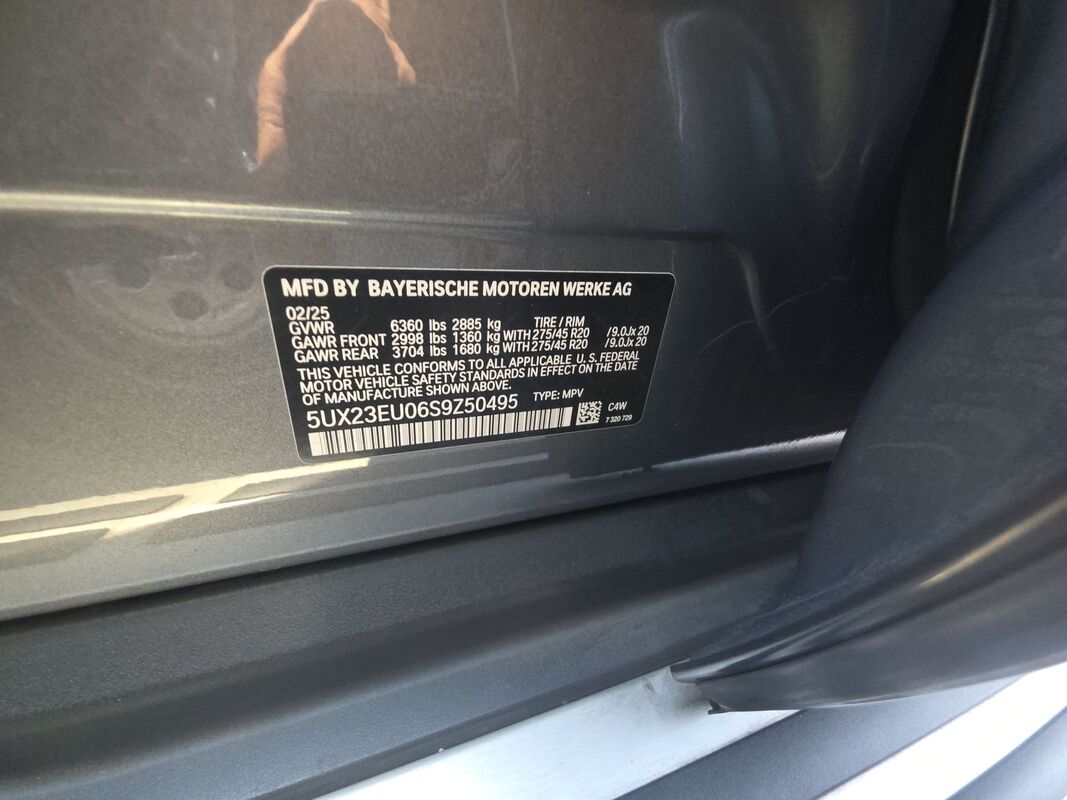 MFD BY BAYERISCHE MOTOREN WERKE AG
02/25
GVWR 6360 lbs 2885 kg TIRE / RIM
GAWR FRONT 2998 lbs 1360 kg WITH 275/45 R20 /9.0Jx 20
GAWR REAR 3704 lbs 1680 kg WITH 275/45 R20 /9.0Jx 20
THIS VEHICLE CONFORMS TO ALL APPLICABLE U. S. FEDERAL
MOTOR VEHICLE SAFETY STANDARDS IN EFFECT ON THE DATE
OF MANUFACTURE SHOWN ABOVE.
5UX23EU06S9Z50495 TYPE: MPV
C4W
7 320 729